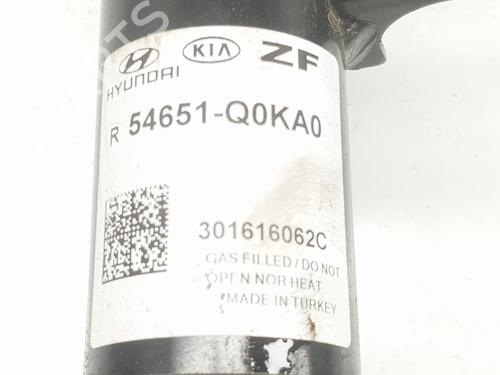 HYUNDAI KIA ZF
R 54651-Q0KA0
301616062C
GAS FILLED / DO NOT
OPEN NOR HEAT
MADE IN TURKEY